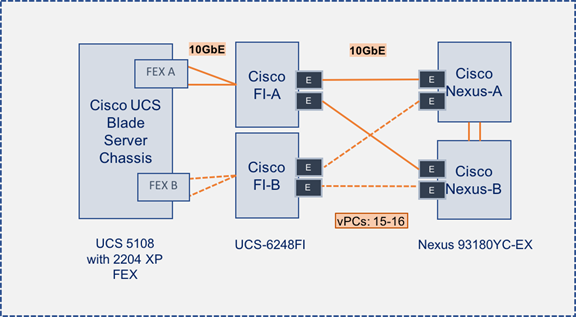 10GbE
10GbE
FEX A
Cisco UCS
Blade
Server
Chassis
FEX B
Cisco
FI-A
E
E
Cisco
FI-B
E
E
E
E
Cisco
Nexus-A
E
E
Cisco
Nexus-B
vPCs: 15-16
UCS 5108
with 2204 XP
FEX
UCS-6248FI
Nexus 93180YC-EX